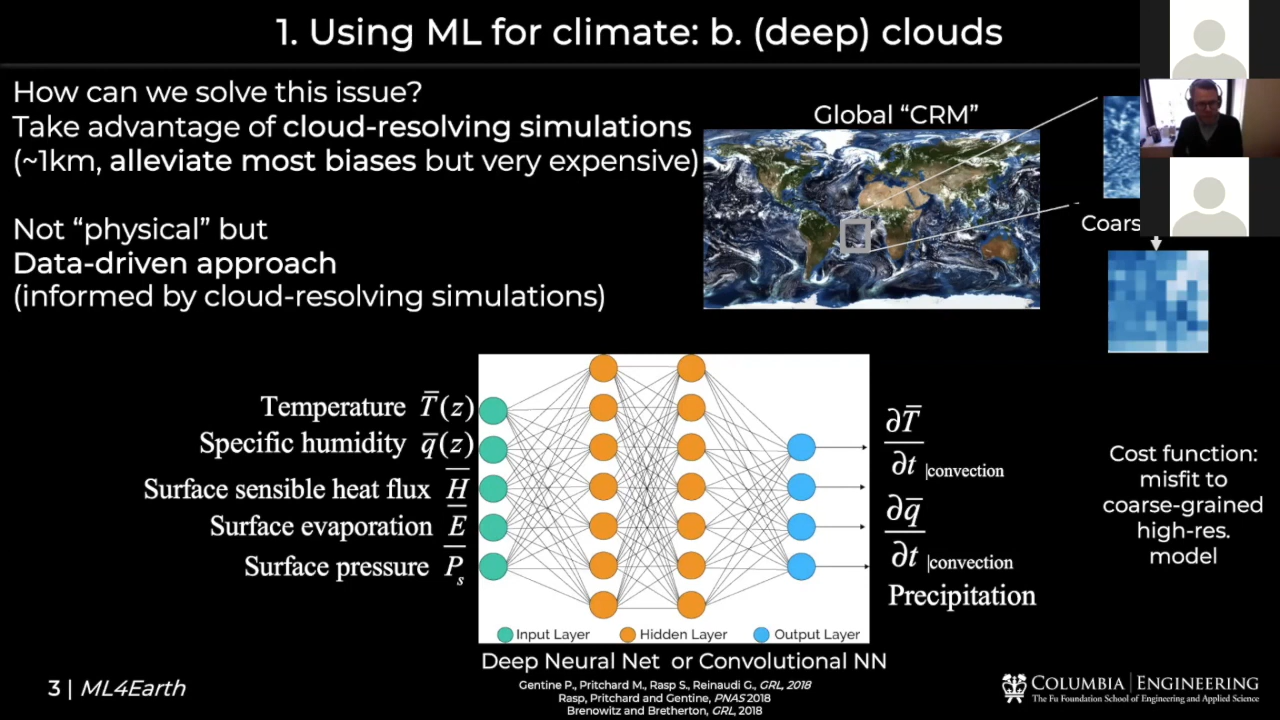 1. Using ML for climate: b. (deep) clouds
How can we solve this issue?
Take advantage of cloud-resolving simulations
(~1km, alleviate most biases but very expensive)
Not “physical” but
Data-driven approach
(informed by cloud-resolving simulations)
Global “CRM”
Coars
Temperature T̅(z)
Specific humidity q̅(z)
Surface sensible heat flux H̅
Surface evaporation E̅
Surface pressure P̅s
∂T̅/∂t |convection
∂q̅/∂t |convection
Precipitation
Cost function:
misfit to
coarse-grained
high-res.
model
Input Layer Hidden Layer Output Layer
Deep Neural Net or Convolutional NN
Gentine P., Pritchard M., Rasp S., Reinaudi G., GRL, 2018
Rasp, Pritchard and Gentine, PNAS 2018
Brenowitz and Bretherton, GRL, 2018
3 | ML4Earth
COLUMBIA | ENGINEERING
The Fu Foundation School of Engineering and Applied Science